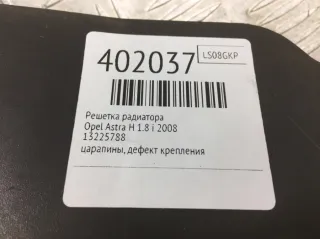 402037
LS08GKP
Решетка радиатора
Opel Astra H 1.8 i 2008
13225788
царапины, дефект крепления